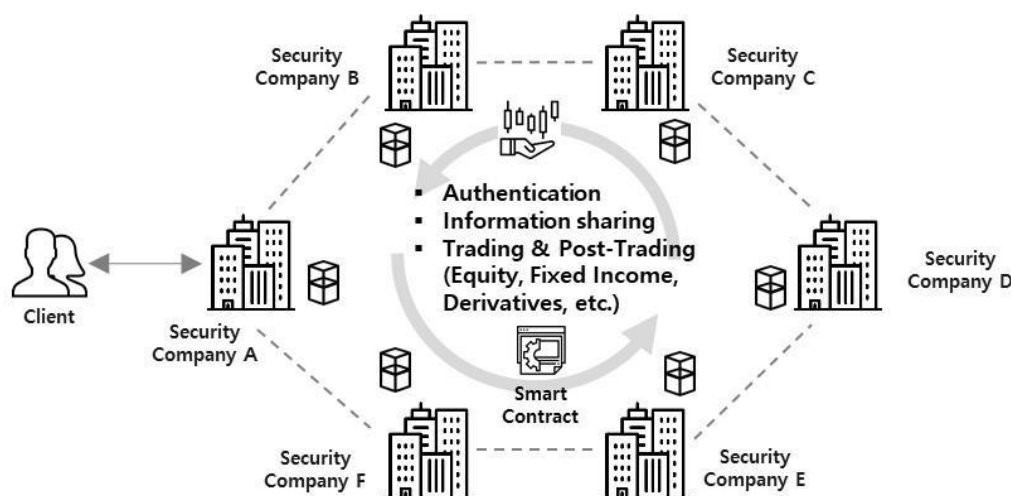 Security
Company B
Security
Company C
▪ Authentication
▪ Information sharing
▪ Trading & Post-Trading
(Equity, Fixed Income,
Derivatives, etc.)
Client
Security
Company A
Security
Company D
Smart
Contract
Security
Company F
Security
Company E